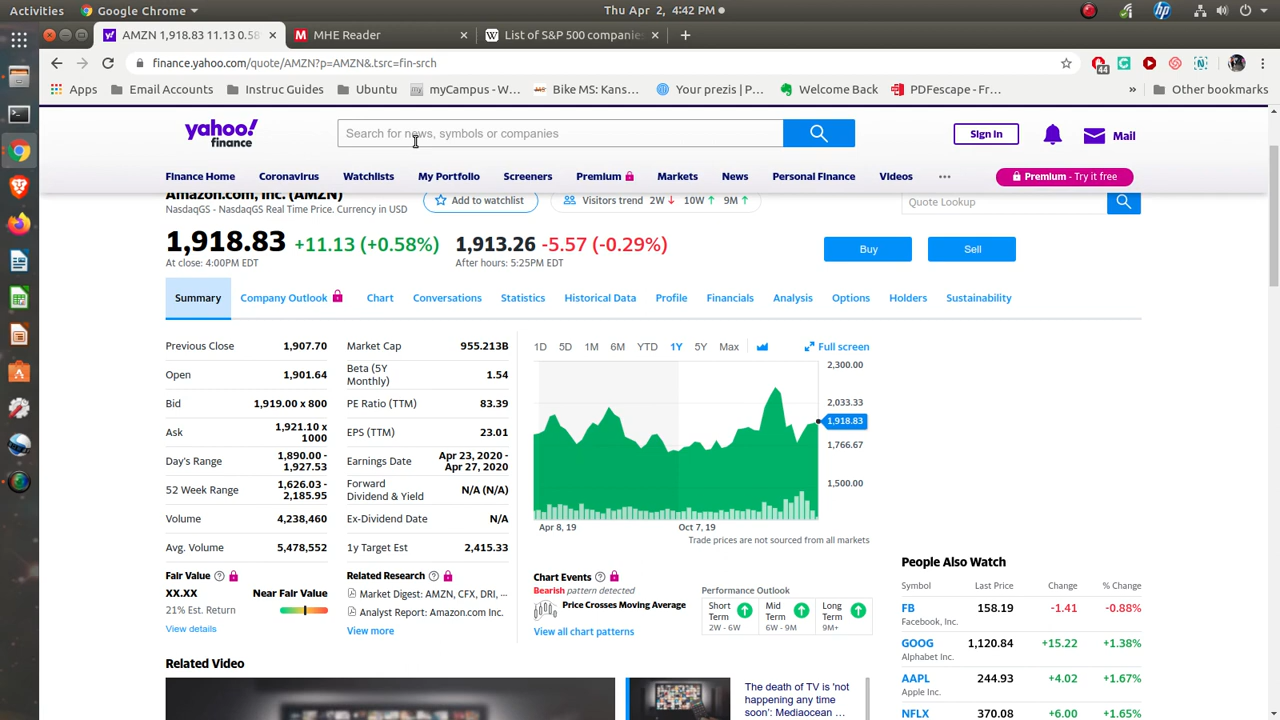 Activities
Google Chrome
Thu Apr 2, 4:42 PM
AMZN 1,918.83 11.13 0.58
MHE Reader
List of S&P 500 companie
finance.yahoo.com/quote/AMZN?p=AMZN&.tsrc=fin-srch
44
Apps
Email Accounts
Instruc Guides
Ubuntu
myCampus - W...
Bike MS: Kans...
Your prezis | P...
Welcome Back
PDFescape - Fr...
»
Other bookmarks
yahoo!
finance
Search for news, symbols or companies
Sign in
Mail
Finance Home
Coronavirus
Watchlists
My Portfolio
Screeners
Premium
Markets
News
Personal Finance
Videos
...
Premium - Try it free
Amazon.com, Inc. (AMZN)
NasdaqGS - NasdaqGS Real Time Price. Currency in USD
Add to watchlist
Visitors trend 2W↓ 10W↑ 9M↑
Quote Lookup
1,918.83 +11.13 (+0.58%)
At close: 4:00PM EDT
1,913.26 -5.57 (-0.29%)
After hours: 5:25PM EDT
Buy
Sell
Summary
Company Outlook
Chart
Conversations
Statistics
Historical Data
Profile
Financials
Analysis
Options
Holders
Sustainability
Previous Close 1,907.70
Open 1,901.64
Bid 1,919.00 x 800
Ask 1,921.10 x
1000
Day's Range 1,890.00 -
1,927.53
52 Week Range 1,626.03 -
2,185.95
Volume 4,238,460
Avg. Volume 5,478,552
Market Cap 955.213B
Beta (5Y
Monthly) 1.54
PE Ratio (TTM) 83.39
EPS (TTM) 23.01
Earnings Date Apr 23, 2020 -
Apr 27, 2020
Forward
Dividend & Yield N/A (N/A)
Ex-Dividend Date N/A
1y Target Est 2,415.33
Fair Value
XX.XX Near Fair Value
21% Est. Return
View details
Related Research
Market Digest: AMZN, CFX, DRI, ...
Analyst Report: Amazon.com Inc.
View more
1D 5D 1M 6M YTD 1Y 5Y Max
Full screen
2,300.00
2,033.33
1,918.83
1,766.67
1,500.00
Apr 8, 19
Oct 7, 19
Trade prices are not sourced from all markets
Chart Events
Bearish pattern detected
Price Crosses Moving Average
View all chart patterns
Performance Outlook
Short
Term
2W - 6W
Mid
Term
6W - 9M
Long
Term
9M+
People Also Watch
Symbol Last Price Change % Change
FB 158.19 -1.41 -0.88%
Facebook, Inc.
GOOG 1,120.84 +15.22 +1.38%
Alphabet Inc.
AAPL 244.93 +4.02 +1.67%
Apple Inc.
NFLX 370.08 +6.00 +1.65%
Related Video
The death of TV is 'not
happening any time
soon': Mediaocean ...